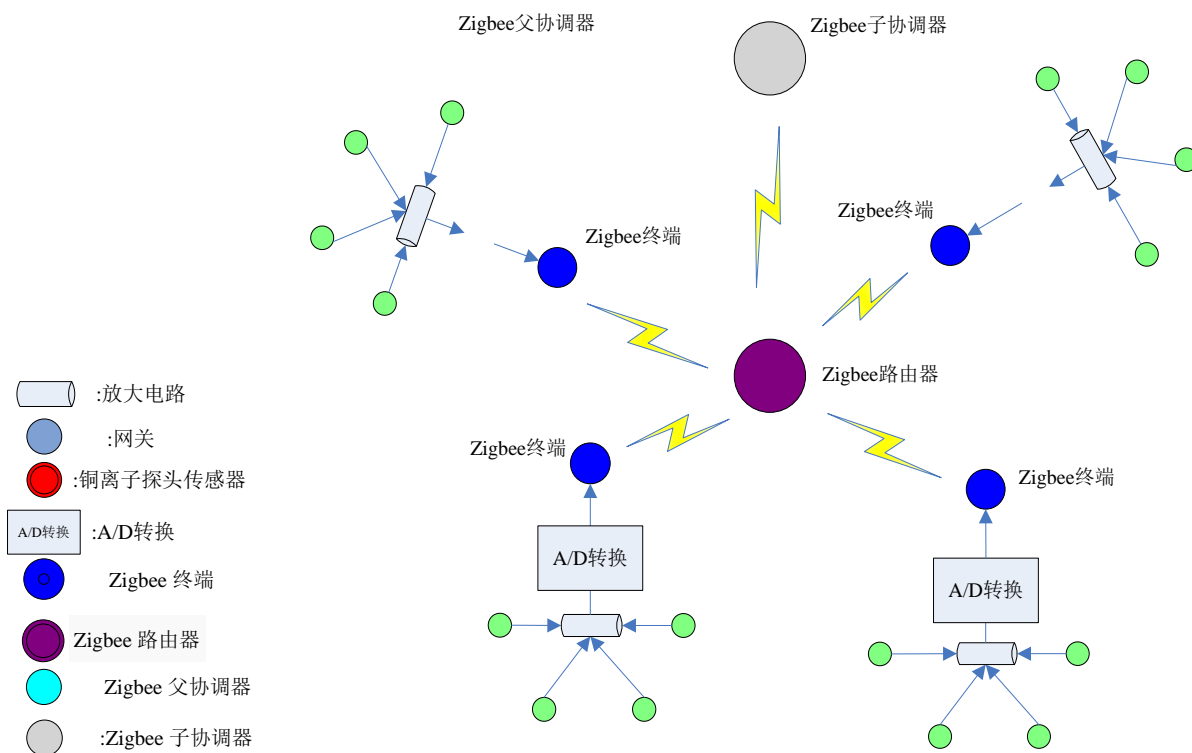 Zigbee父协调器
Zigbee子协调器
Zigbee终端
Zigbee终端
Zigbee路由器
Zigbee终端
Zigbee终端
A/D转换
A/D转换
:放大电路
:网关
:铜离子探头传感器
A/D转换 :A/D转换
Zigbee 终端
Zigbee 路由器
Zigbee 父协调器
:Zigbee 子协调器